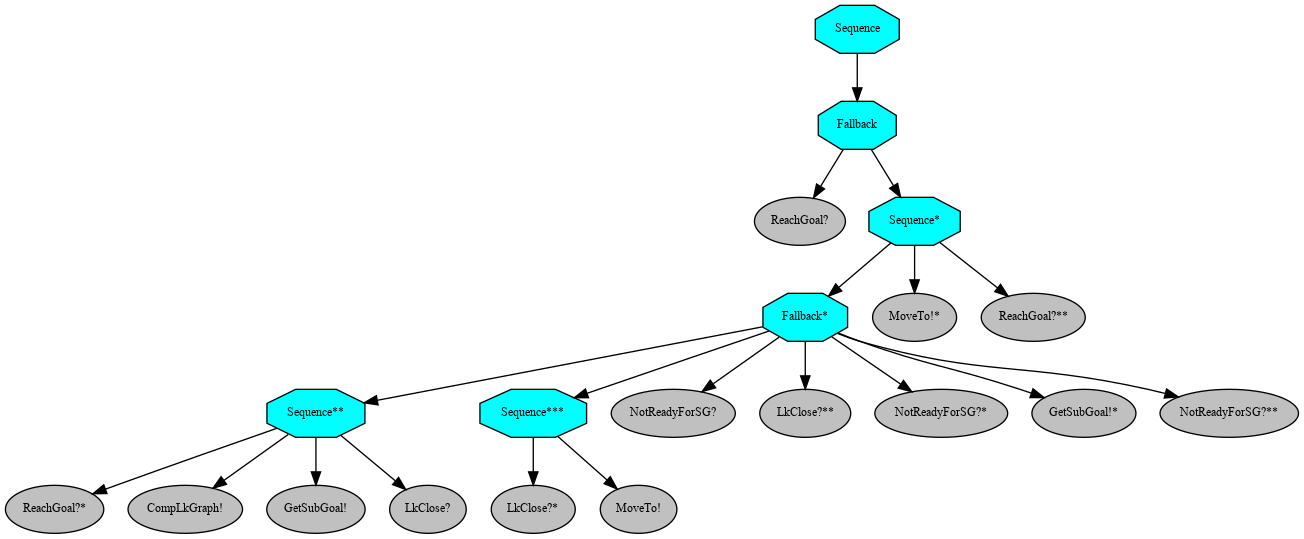 Sequence
Fallback
ReachGoal?
Sequence*
Fallback*
MoveTo!*
ReachGoal?**
Sequence**
Sequence***
NotReadyForSG?
LkClose?**
NotReadyForSG?*
GetSubGoal!*
NotReadyForSG?**
ReachGoal?*
CompLkGraph!
GetSubGoal!
LkClose?
LkClose?*
MoveTo!